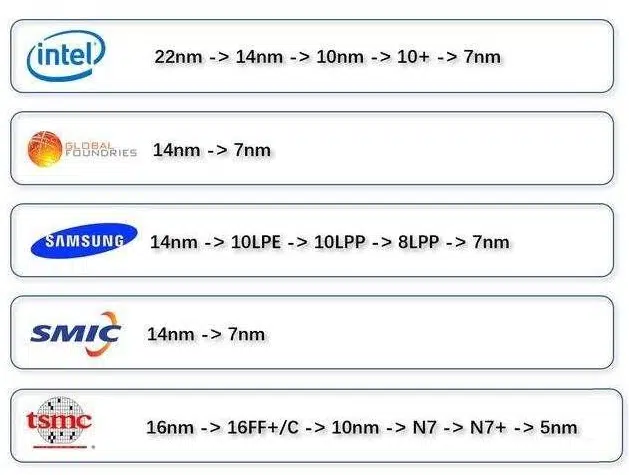 intel
22nm -> 14nm -> 10nm -> 10+ -> 7nm
GLOBAL
FOUNDRIES
14nm -> 7nm
SAMSUNG
14nm -> 10LPE -> 10LPP -> 8LPP -> 7nm
SMIC
14nm -> 7nm
tsmc
16nm -> 16FF+/C -> 10nm -> N7 -> N7+ -> 5nm